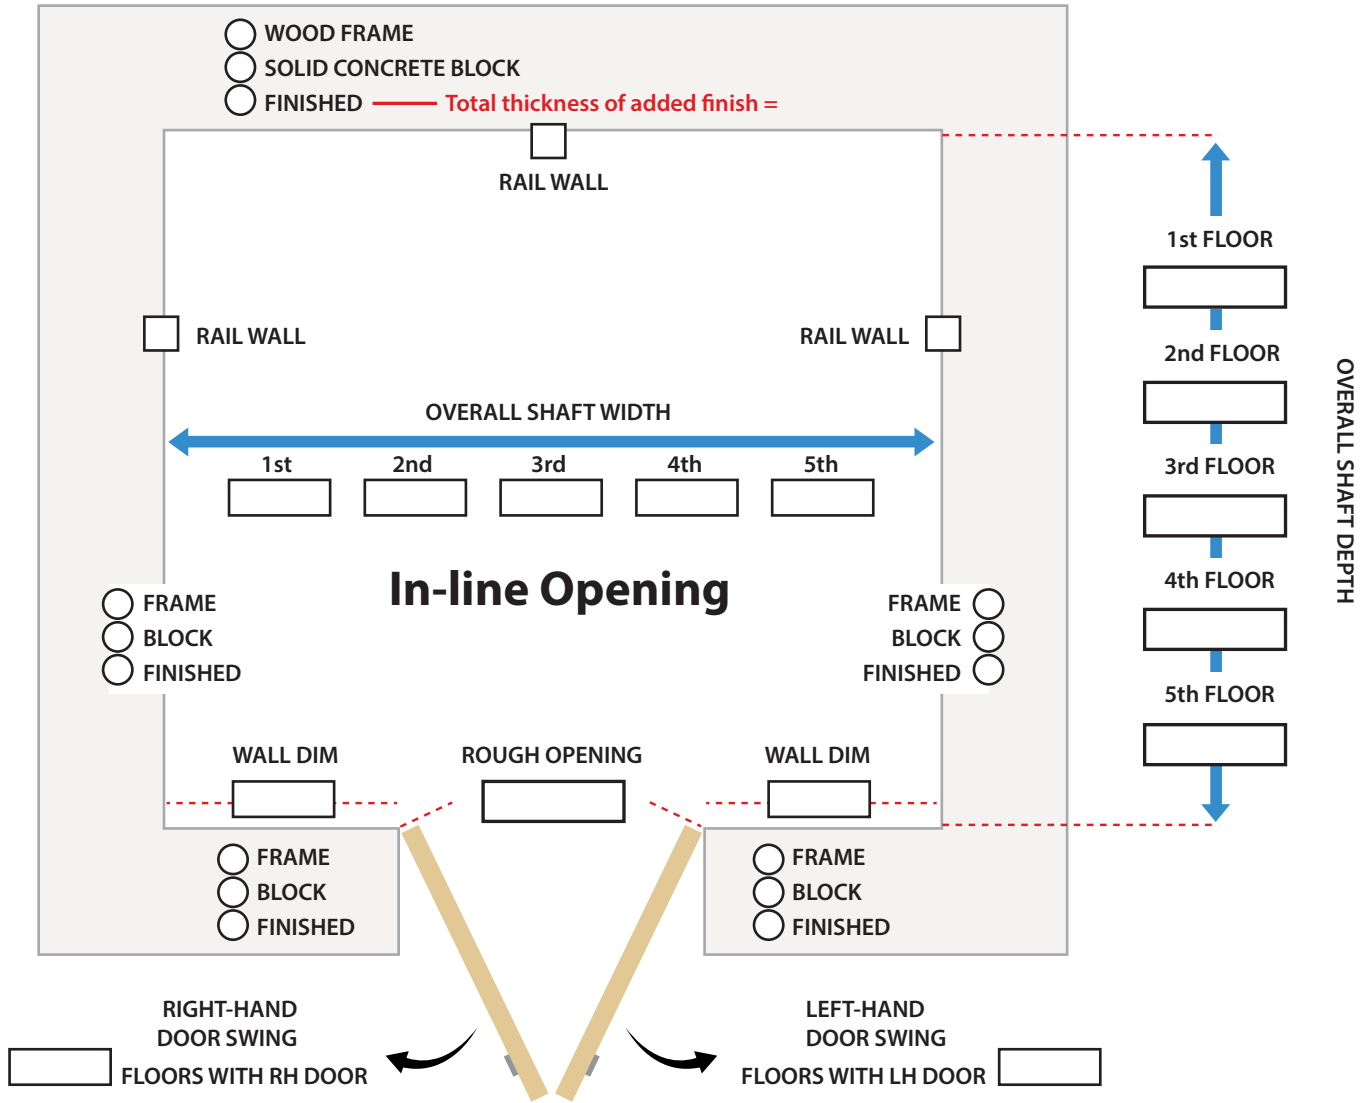 WOOD FRAME
SOLID CONCRETE BLOCK
FINISHED
Total thickness of added finish =
RAIL WALL
RAIL WALL
RAIL WALL
OVERALL SHAFT WIDTH
1st
2nd
3rd
4th
5th
In-line Opening
FRAME
BLOCK
FINISHED
FRAME
BLOCK
FINISHED
WALL DIM
ROUGH OPENING
WALL DIM
FRAME
BLOCK
FINISHED
FRAME
BLOCK
FINISHED
RIGHT-HAND
DOOR SWING
FLOORS WITH RH DOOR
LEFT-HAND
DOOR SWING
FLOORS WITH LH DOOR
1st FLOOR
2nd FLOOR
3rd FLOOR
4th FLOOR
5th FLOOR
OVERALL SHAFT DEPTH